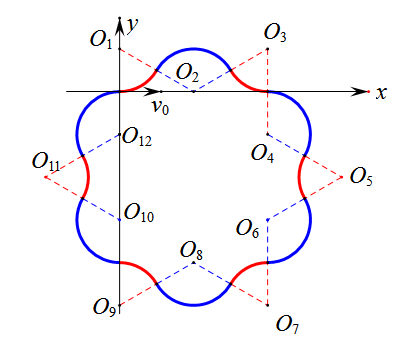 y
O₁
O₃
O₂
v₀
x
O₁₂
O₄
O₁₁
O₅
O₁₀
O₆
O₈
O₉
O₇